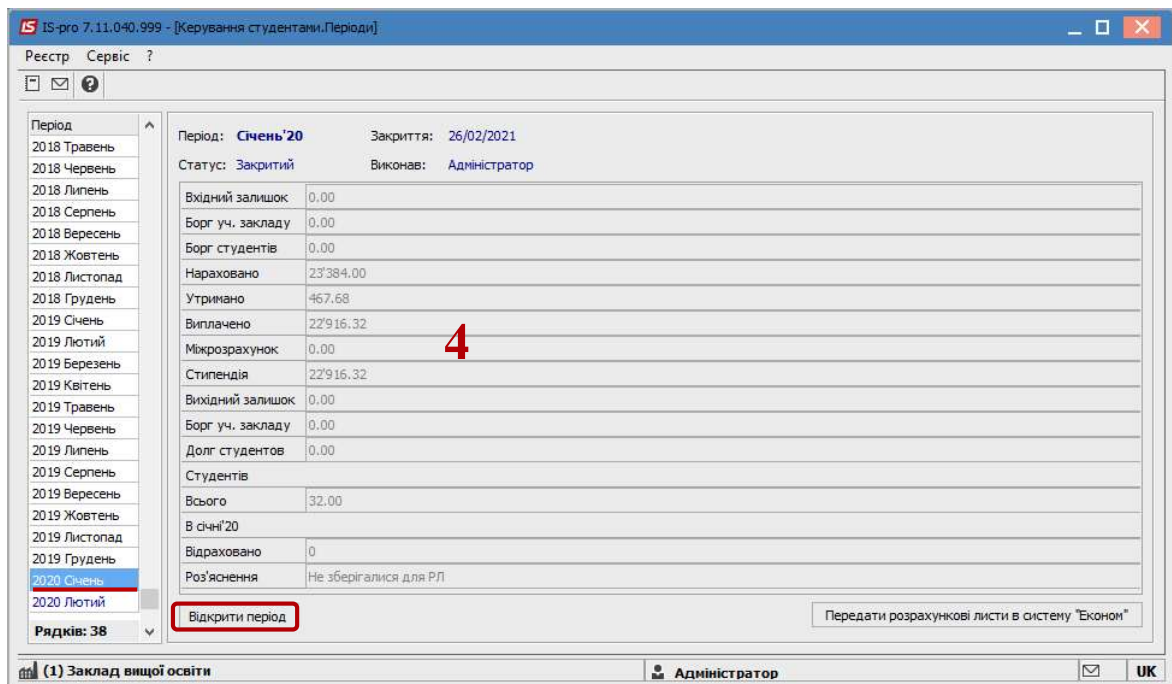 IS-pro 7.11.040.999 - [Керування студентами.Періоди]
Реєстр Сервіс ?
Період
2018 Травень
2018 Червень
2018 Липень
2018 Серпень
2018 Вересень
2018 Жовтень
2018 Листопад
2018 Грудень
2019 Січень
2019 Лютий
2019 Березень
2019 Квітень
2019 Травень
2019 Червень
2019 Липень
2019 Серпень
2019 Вересень
2019 Жовтень
2019 Листопад
2019 Грудень
2020 Січень
2020 Лютий
Рядків: 38
Період: Січень'20 Закриття: 26/02/2021
Статус: Закритий Виконав: Адміністратор
Вхідний залишок 0.00
Борг уч. закладу 0.00
Борг студентів 0.00
Нараховано 23'384.00
Утримано 467.68
Виплачено 22'916.32
Міжрозрахунок 0.00
4
Стипендія 22'916.32
Вихідний залишок 0.00
Борг уч. закладу 0.00
Долг студентов 0.00
Студентів
Всього 32.00
В січні'20
Відраховано 0
Роз'яснення Не зберігалися для РЛ
Відкрити період Передати розрахункові листи в систему "Економ"
(1) Заклад вищої освіти Адміністратор UK